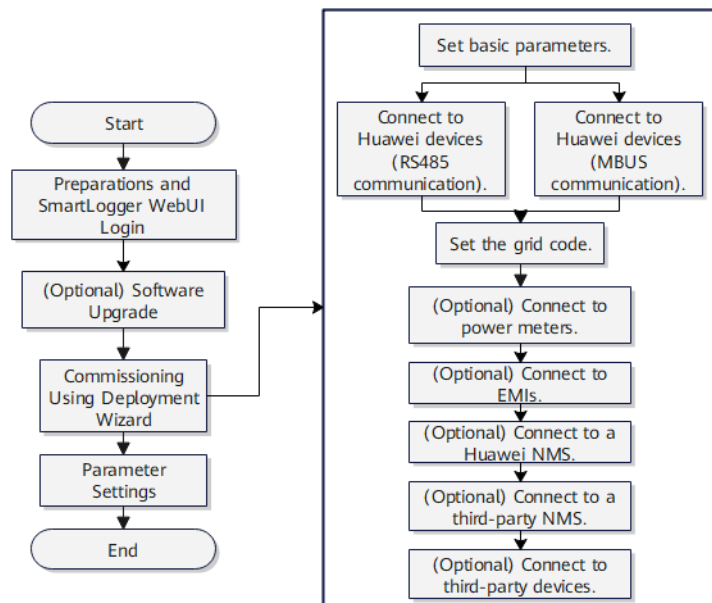 Start
Preparations and
SmartLogger WebUI
Login
(Optional) Software
Upgrade
Commissioning
Using Deployment
Wizard
Parameter
Settings
End
Set basic parameters.
Connect to
Huawei devices
(RS485
communication).
Connect to
Huawei devices
(MBUS
communication).
Set the grid code.
(Optional) Connect to
power meters.
(Optional) Connect to
EMIs.
(Optional) Connect to a
Huawei NMS.
(Optional) Connect to a
third-party NMS.
(Optional) Connect to
third-party devices.